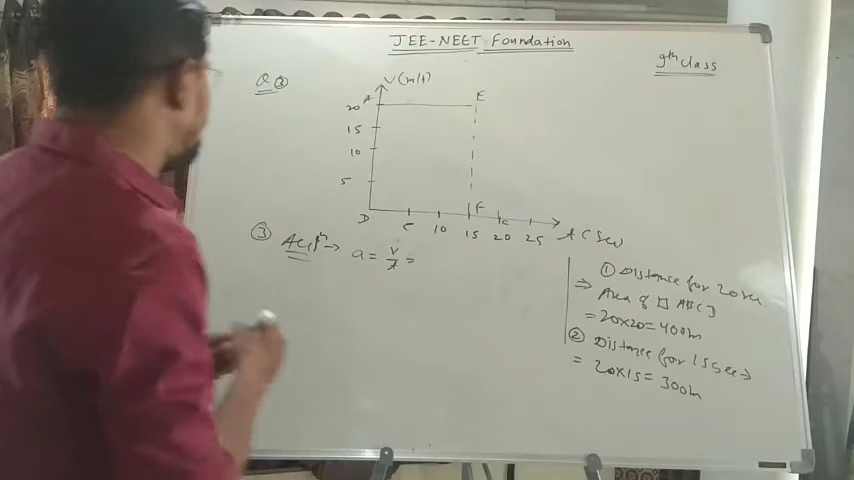 JEE-NEET Foundation
9th Class
Q ②
V (m/s)
20 A E
15
10
5
D F C
5 10 15 20 25 t (Sec)
③ Accⁿ → a = v/t =
① Distance for 20 sec
⇒ Area of □ ABCD
= 20×20 = 400m
② Distance for 15 sec ⇒
= 20×15 = 300m